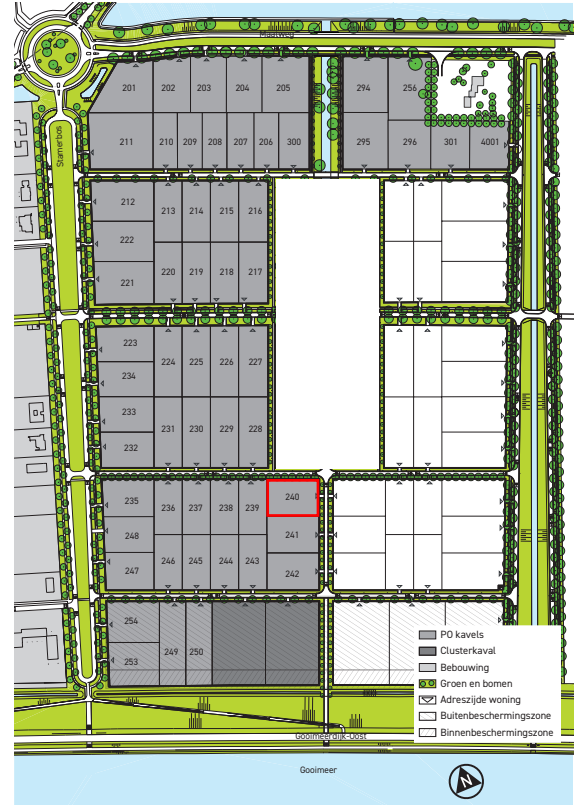 Maatweg
201 202 203 204 205 294 256
Stamerbos
211 210 209 208 207 206 300 295 296 301 4001
212 213 214 215 216
222
221 220 219 218 217
223 224 225 226 227
234
233 231 230 229 228
232
235 236 237 238 239 240
248 241
247 246 245 244 243 242
254
253 249 250
PO kavels
Clusterkaval
Bebouwing
Groen en bomen
Adreszijde woning
Buitenbeschermingszone
Binnenbeschermingszone
Gooimeerdijk-Oost
Gooimeer
N